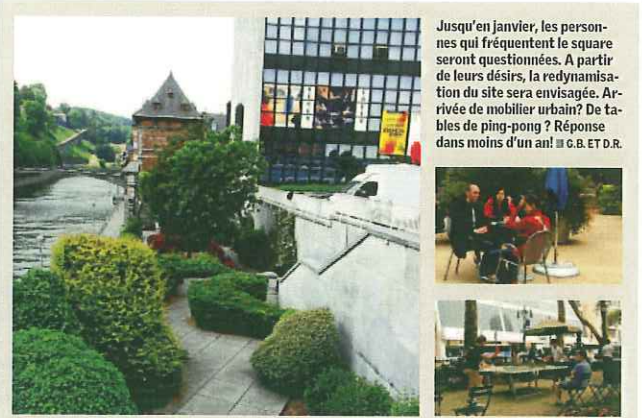 Jusqu'en janvier, les person-
nes qui fréquentent le square
seront questionnées. A partir
de leurs désirs, la redynamisa-
tion du site sera envisagée. Ar-
rivée de mobilier urbain? De ta-
bles de ping-pong ? Réponse
dans moins d'un an! G.B. ET D.R.